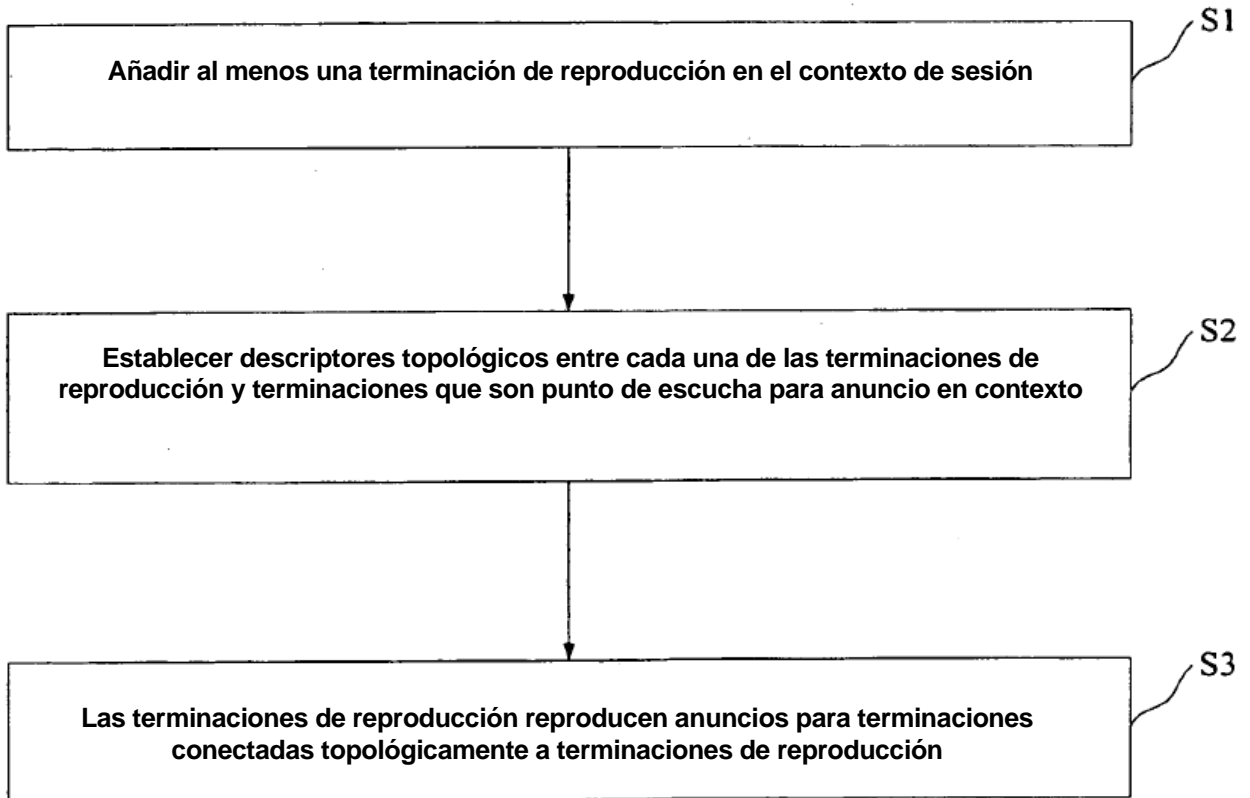 S1
Añadir al menos una terminación de reproducción en el contexto de sesión
S2
Establecer descriptores topológicos entre cada una de las terminaciones de
reproducción y terminaciones que son punto de escucha para anuncio en contexto
S3
Las terminaciones de reproducción reproducen anuncios para terminaciones
conectadas topológicamente a terminaciones de reproducción